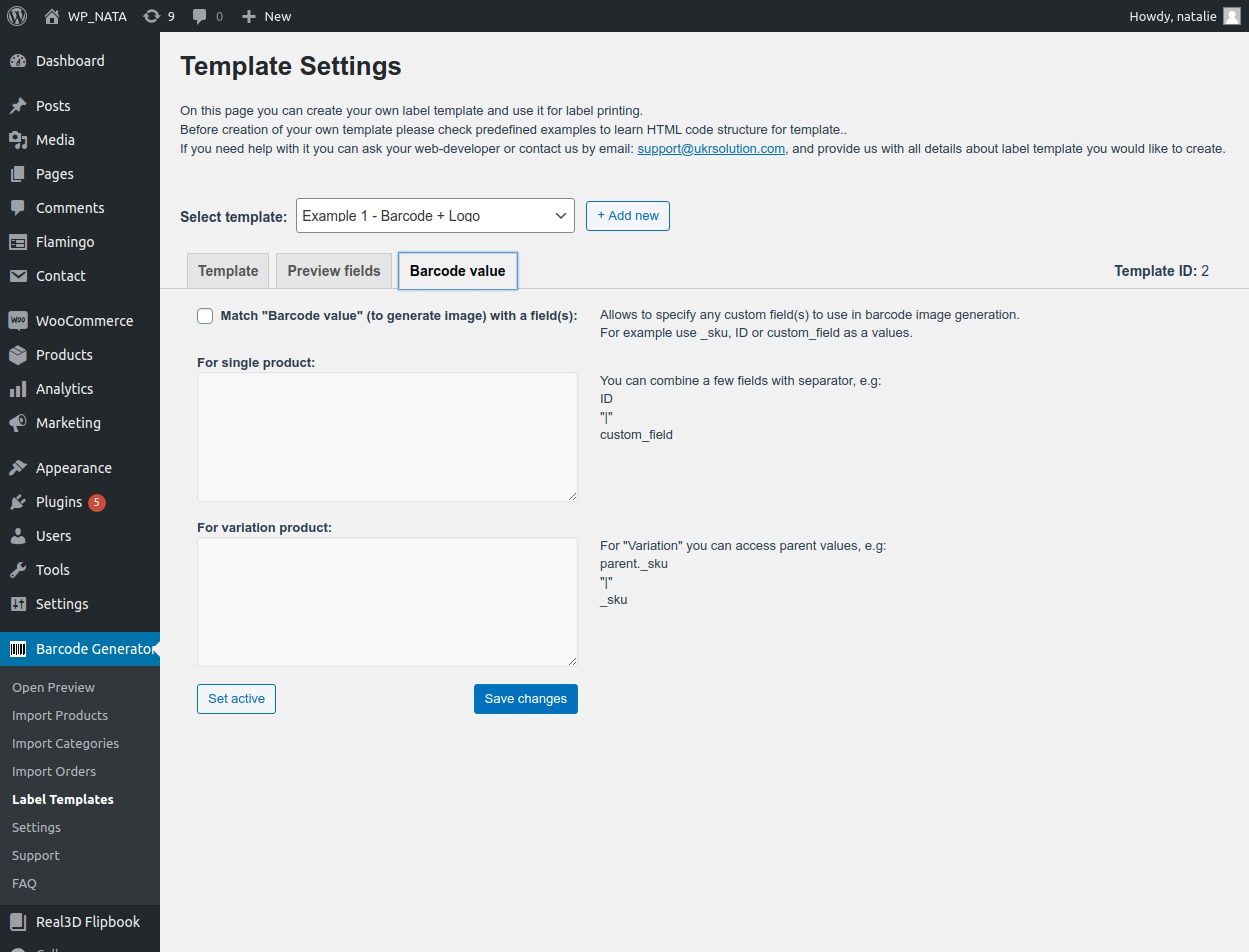 WP_NATA 9 0 New Howdy, natalie
Dashboard
Posts
Media
Pages
Comments
Flamingo
Contact
WOO WooCommerce
Products
Analytics
Marketing
Appearance
Plugins 5
Users
Tools
Settings
Barcode Generator
Open Preview
Import Products
Import Categories
Import Orders
Label Templates
Settings
Support
FAQ
Real3D Flipbook
Template Settings
On this page you can create your own label template and use it for label printing.
Before creation of your own template please check predefined examples to learn HTML code structure for template..
If you need help with it you can ask your web-developer or contact us by email: support@ukrsolution.com, and provide us with all details about label template you would like to create.
Select template: Example 1 - Barcode + Logo + Add new
Template Preview fields Barcode value Template ID: 2
Match "Barcode value" (to generate image) with a field(s):
Allows to specify any custom field(s) to use in barcode image generation.
For example use _sku, ID or custom_field as a values.
For single product:
You can combine a few fields with separator, e.g:
ID
"|"
custom_field
For variation product:
For "Variation" you can access parent values, e.g:
parent._sku
"|"
_sku
Set active Save changes